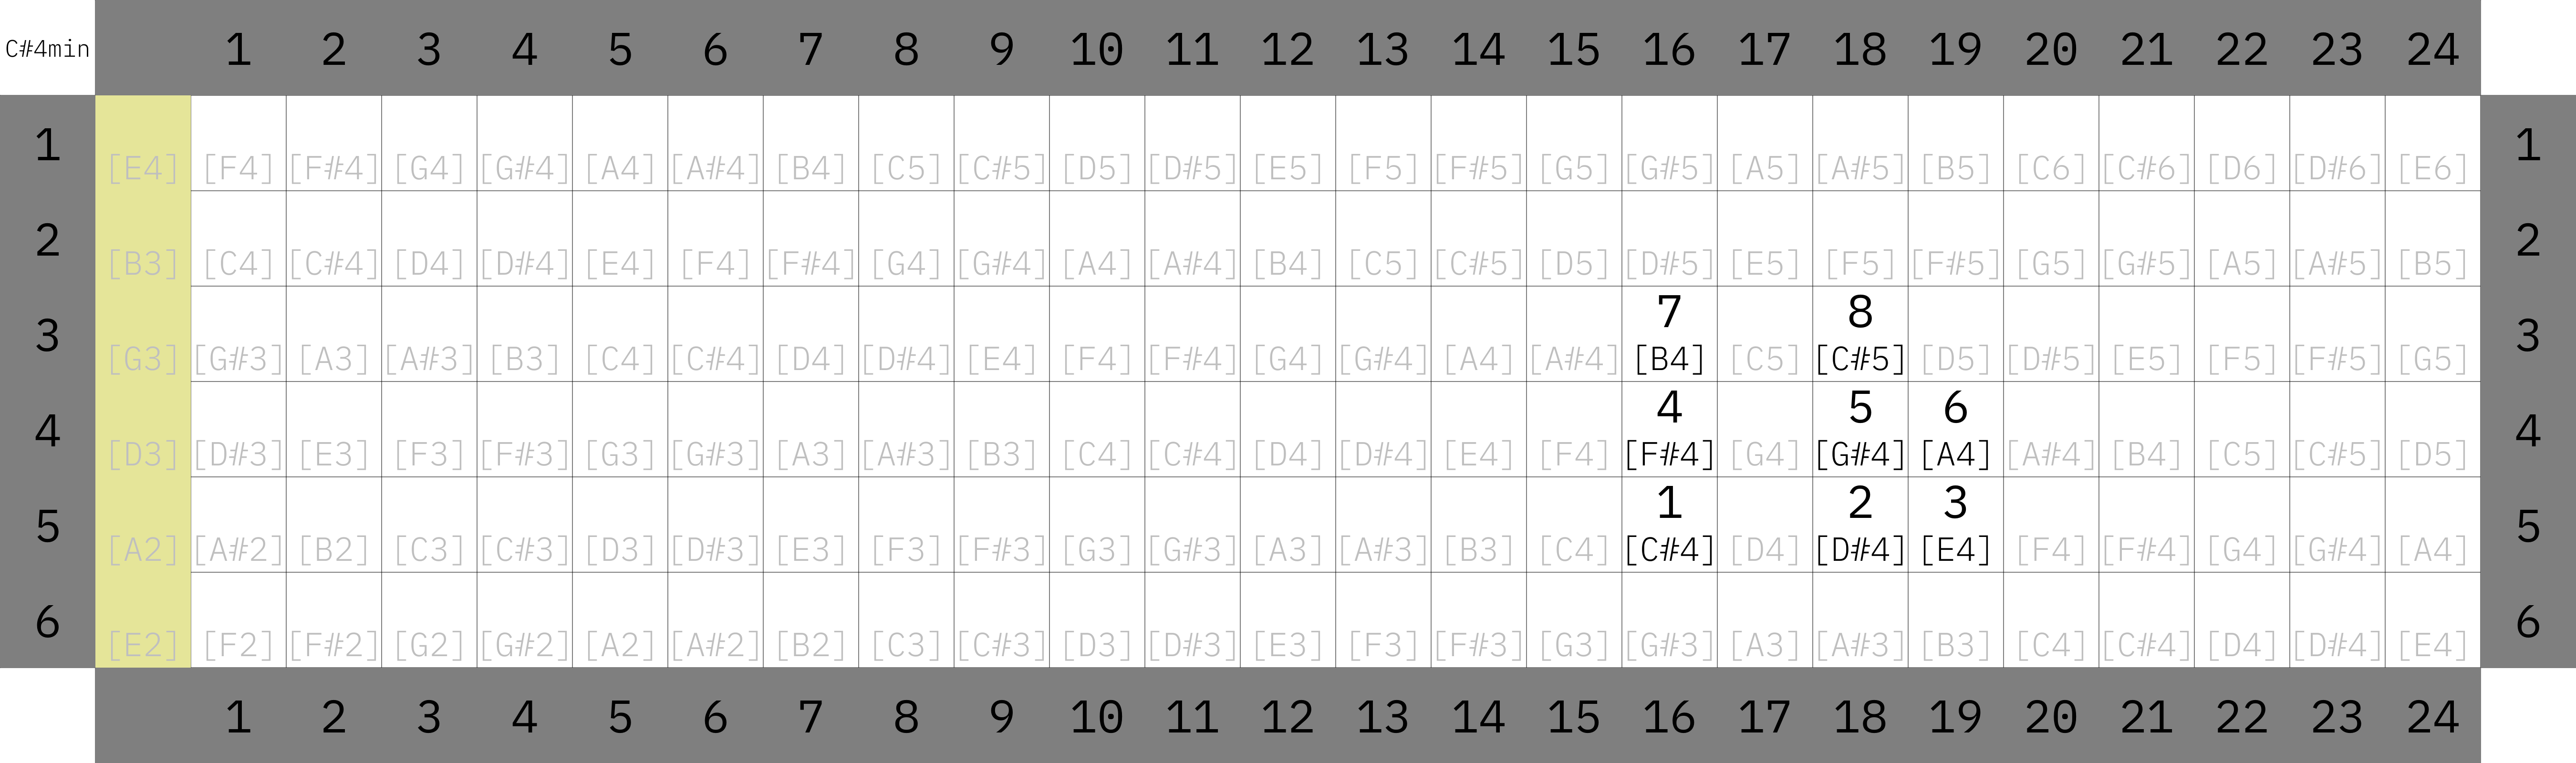 C#4min 1 2 3 4 5 6 7 8 9 10 11 12 13 14 15 16 17 18 19 20 21 22 23 24
1 [E4] [F4] [F#4] [G4] [G#4] [A4] [A#4] [B4] [C5] [C#5] [D5] [D#5] [E5] [F5] [F#5] [G5] [G#5] [A5] [A#5] [B5] [C6] [C#6] [D6] [D#6] [E6] 1
2 [B3] [C4] [C#4] [D4] [D#4] [E4] [F4] [F#4] [G4] [G#4] [A4] [A#4] [B4] [C5] [C#5] [D5] [D#5] [E5] [F5] [F#5] [G5] [G#5] [A5] [A#5] [B5] 2
7 8
3 [G3] [G#3] [A3] [A#3] [B3] [C4] [C#4] [D4] [D#4] [E4] [F4] [F#4] [G4] [G#4] [A4] [A#4] [B4] [C5] [C#5] [D5] [D#5] [E5] [F5] [F#5] [G5] 3
4 5 6
4 [D3] [D#3] [E3] [F3] [F#3] [G3] [G#3] [A3] [A#3] [B3] [C4] [C#4] [D4] [D#4] [E4] [F4] [F#4] [G4] [G#4] [A4] [A#4] [B4] [C5] [C#5] [D5] 4
1 2 3
5 [A2] [A#2] [B2] [C3] [C#3] [D3] [D#3] [E3] [F3] [F#3] [G3] [G#3] [A3] [A#3] [B3] [C4] [C#4] [D4] [D#4] [E4] [F4] [F#4] [G4] [G#4] [A4] 5
6 [E2] [F2] [F#2] [G2] [G#2] [A2] [A#2] [B2] [C3] [C#3] [D3] [D#3] [E3] [F3] [F#3] [G3] [G#3] [A3] [A#3] [B3] [C4] [C#4] [D4] [D#4] [E4] 6
1 2 3 4 5 6 7 8 9 10 11 12 13 14 15 16 17 18 19 20 21 22 23 24